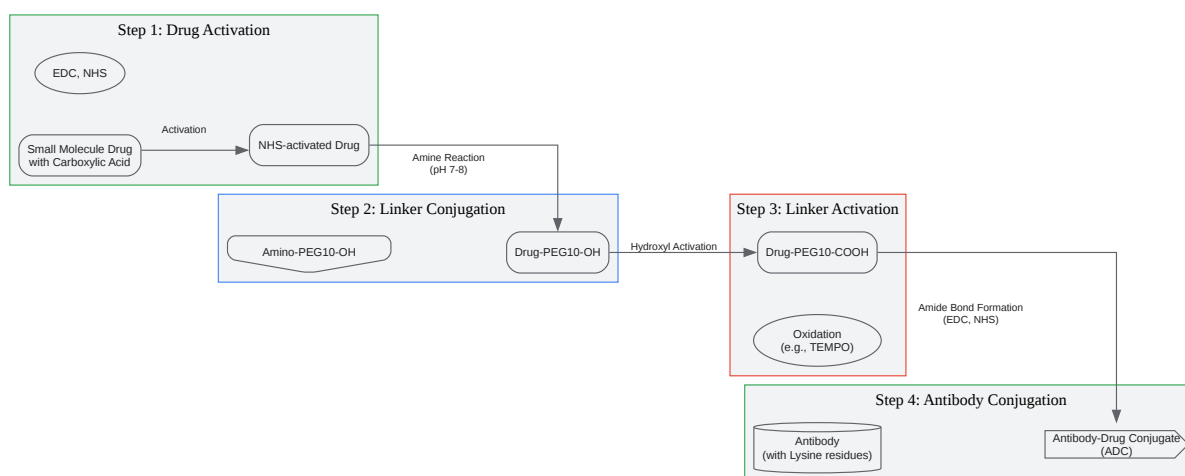 Step 1: Drug Activation
EDC, NHS
Activation
Small Molecule Drug
with Carboxylic Acid
NHS-activated Drug
Amine Reaction
(pH 7-8)
Step 2: Linker Conjugation
Amino-PEG10-OH
Drug-PEG10-OH
Hydroxyl Activation
Step 3: Linker Activation
Drug-PEG10-COOH
Oxidation
(e.g., TEMPO)
Amide Bond Formation
(EDC, NHS)
Step 4: Antibody Conjugation
Antibody
(with Lysine residues)
Antibody-Drug Conjugate
(ADC)